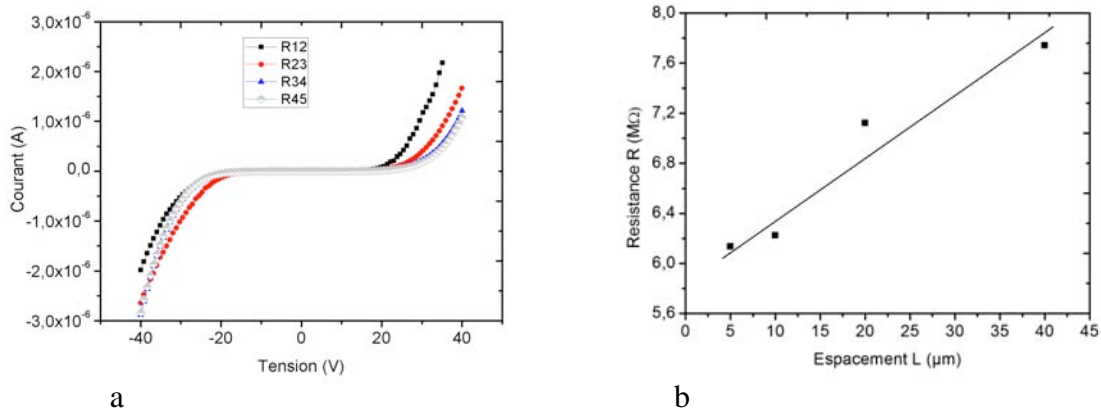 3,0x10⁻⁶
2,0x10⁻⁶
1,0x10⁻⁶
0,0
-1,0x10⁻⁶
-2,0x10⁻⁶
-3,0x10⁻⁶
Courant (A)
R12
R23
R34
R45
-40 -20 0 20 40
Tension (V)
a
8,0
7,6
7,2
6,8
6,4
6,0
5,6
Resistance R (MΩ)
0 5 10 15 20 25 30 35 40 45
Espacement L (µm)
b